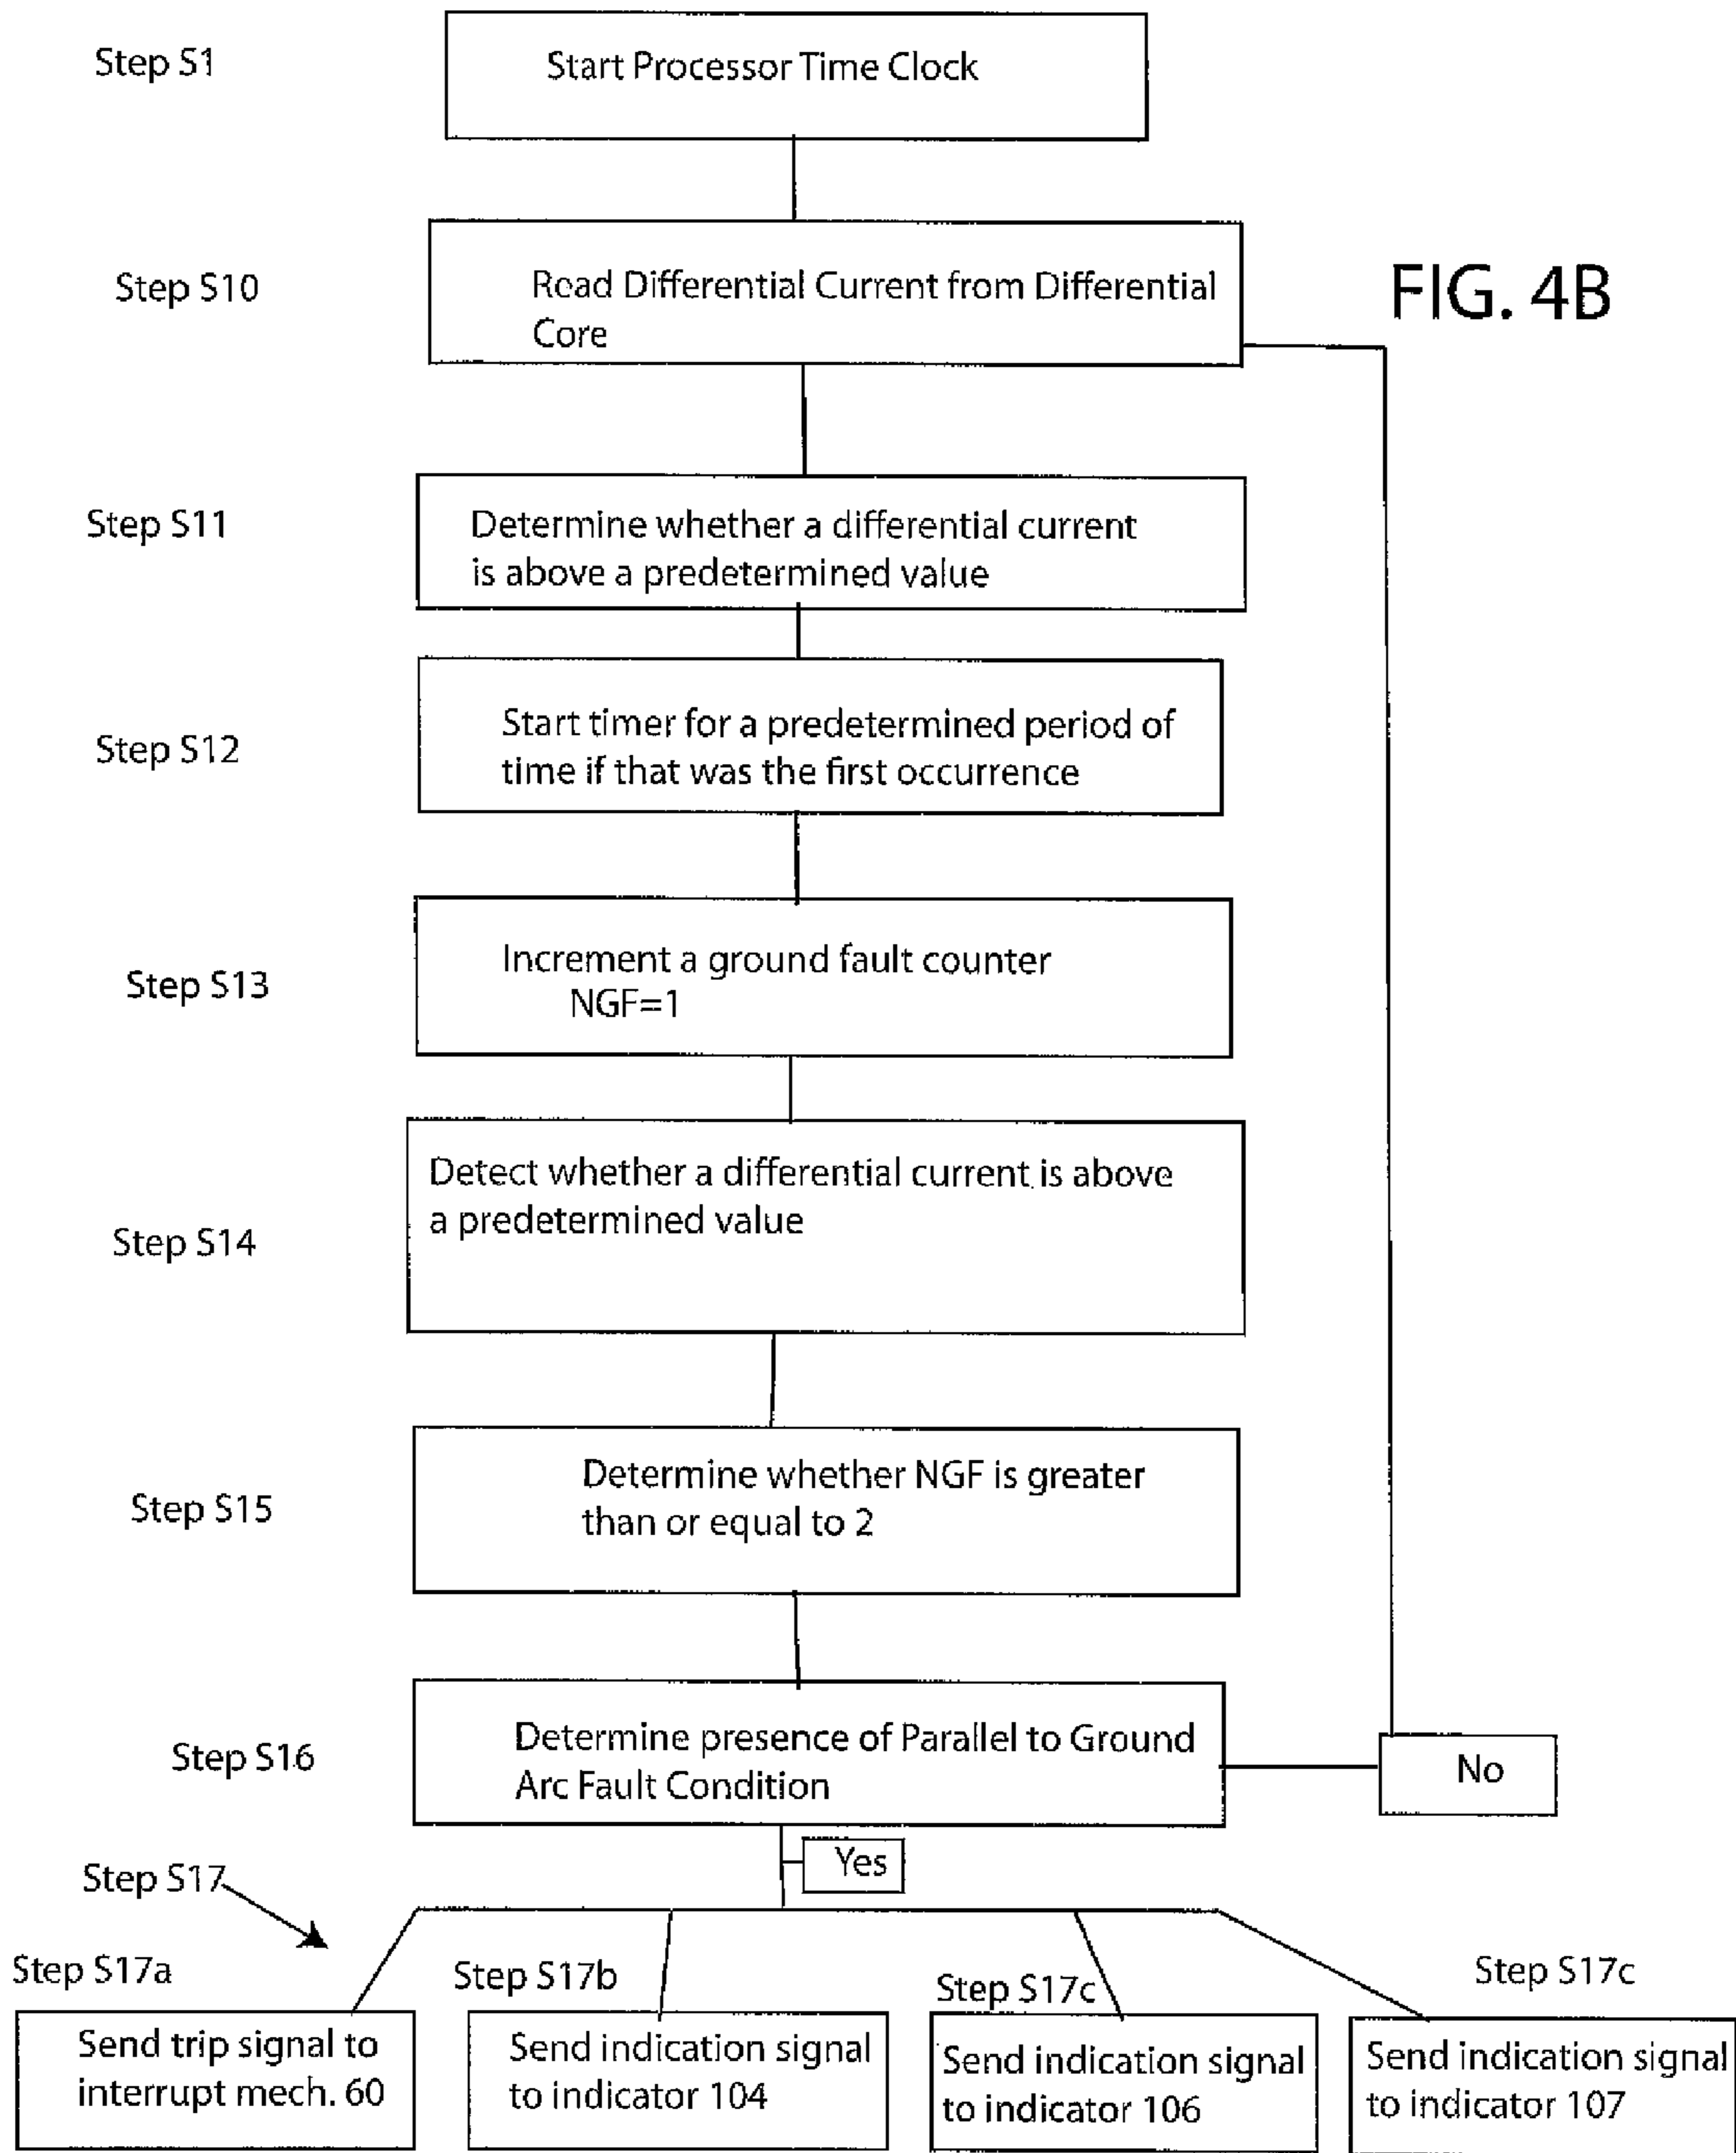 Step S1
Start Processor Time Clock
Step S10
Read Differential Current from Differential
Core
FIG. 4B
Step S11
Determine whether a differential current
is above a predetermined value
Step S12
Start timer for a predetermined period of
time if that was the first occurrence
Step S13
Increment a ground fault counter
NGF=1
Step S14
Detect whether a differential current is above
a predetermined value
Step S15
Determine whether NGF is greater
than or equal to 2
Step S16
Determine presence of Parallel to Ground
Arc Fault Condition
No
Yes
Step S17
Step S17a
Send trip signal to
interrupt mech. 60
Step S17b
Send indication signal
to indicator 104
Step S17c
Send indication signal
to indicator 106
Step S17c
Send indication signal
to indicator 107